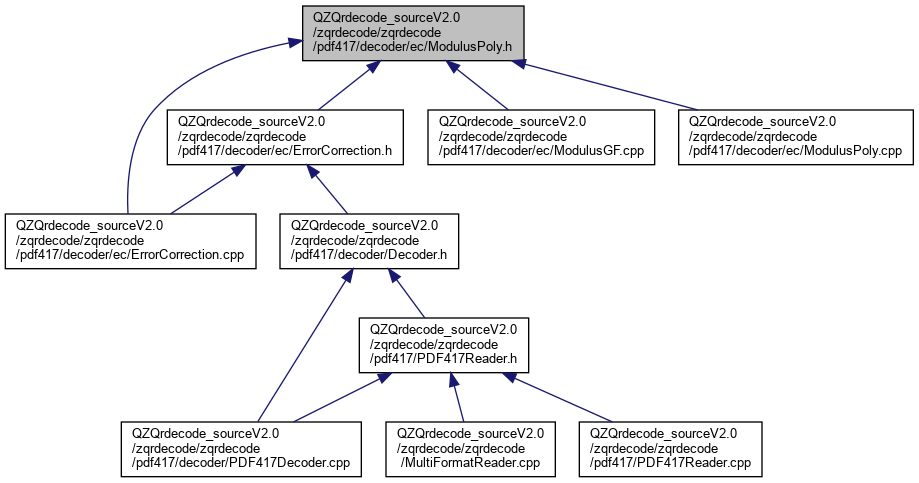 QZQrdecode_sourceV2.0
/zqrdecode/zqrdecode
/pdf417/decoder/ec/ModulusPoly.h
QZQrdecode_sourceV2.0
/zqrdecode/zqrdecode
/pdf417/decoder/ec/ErrorCorrection.h
QZQrdecode_sourceV2.0
/zqrdecode/zqrdecode
/pdf417/decoder/ec/ModulusGF.cpp
QZQrdecode_sourceV2.0
/zqrdecode/zqrdecode
/pdf417/decoder/ec/ModulusPoly.cpp
QZQrdecode_sourceV2.0
/zqrdecode/zqrdecode
/pdf417/decoder/ec/ErrorCorrection.cpp
QZQrdecode_sourceV2.0
/zqrdecode/zqrdecode
/pdf417/decoder/Decoder.h
QZQrdecode_sourceV2.0
/zqrdecode/zqrdecode
/pdf417/PDF417Reader.h
QZQrdecode_sourceV2.0
/zqrdecode/zqrdecode
/pdf417/decoder/PDF417Decoder.cpp
QZQrdecode_sourceV2.0
/zqrdecode/zqrdecode
/MultiFormatReader.cpp
QZQrdecode_sourceV2.0
/zqrdecode/zqrdecode
/pdf417/PDF417Reader.cpp